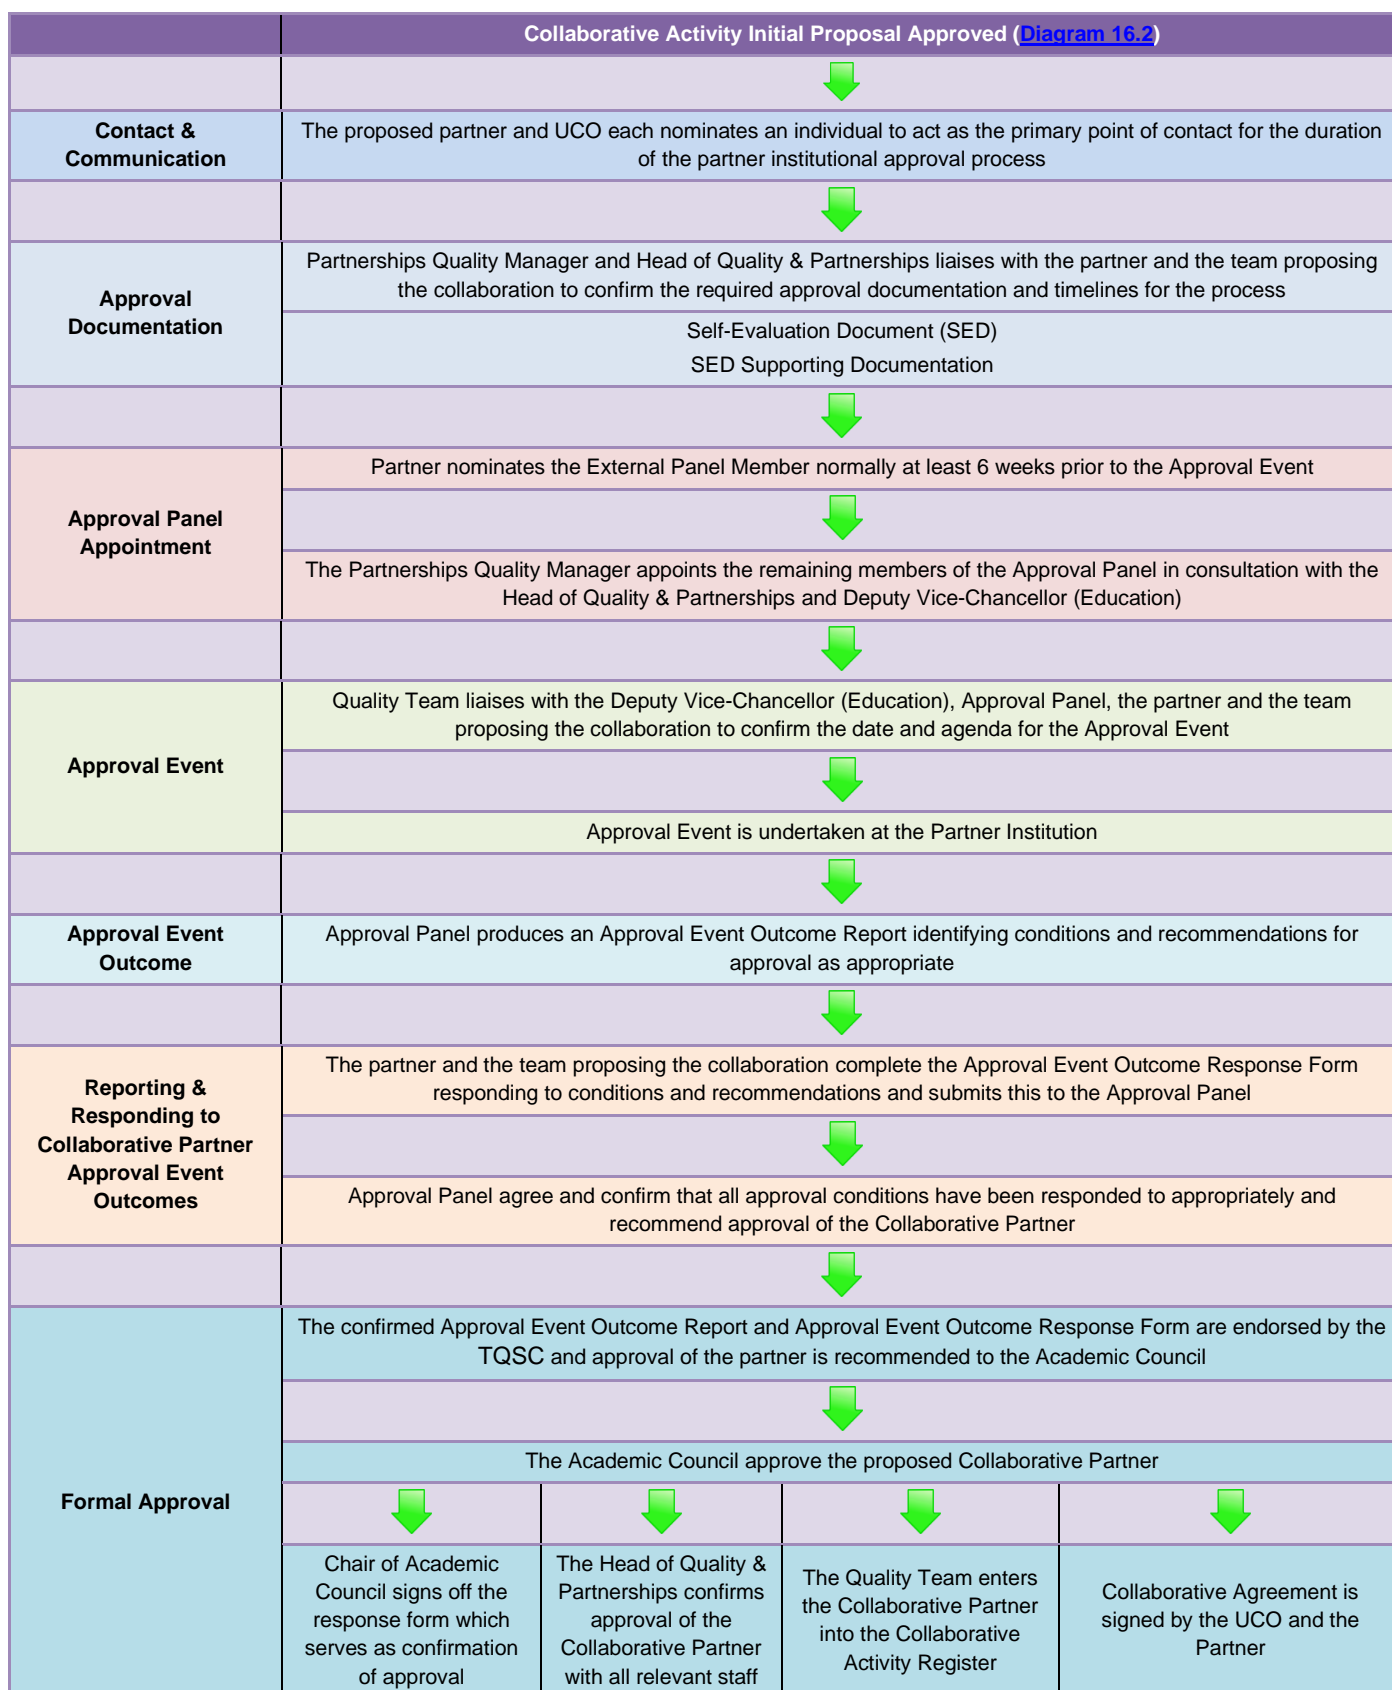 Collaborative Activity Initial Proposal Approved (Diagram 16.2)
Contact &
Communication
The proposed partner and UCO each nominates an individual to act as the primary point of contact for the duration
of the partner institutional approval process
Approval
Documentation
Partnerships Quality Manager and Head of Quality & Partnerships liaises with the partner and the team proposing
the collaboration to confirm the required approval documentation and timelines for the process
Self-Evaluation Document (SED)
SED Supporting Documentation
Approval Panel
Appointment
Partner nominates the External Panel Member normally at least 6 weeks prior to the Approval Event
The Partnerships Quality Manager appoints the remaining members of the Approval Panel in consultation with the
Head of Quality & Partnerships and Deputy Vice-Chancellor (Education)
Approval Event
Quality Team liaises with the Deputy Vice-Chancellor (Education), Approval Panel, the partner and the team
proposing the collaboration to confirm the date and agenda for the Approval Event
Approval Event is undertaken at the Partner Institution
Approval Event
Outcome
Approval Panel produces an Approval Event Outcome Report identifying conditions and recommendations for
approval as appropriate
Reporting &
Responding to
Collaborative Partner
Approval Event
Outcomes
The partner and the team proposing the collaboration complete the Approval Event Outcome Response Form
responding to conditions and recommendations and submits this to the Approval Panel
Approval Panel agree and confirm that all approval conditions have been responded to appropriately and
recommend approval of the Collaborative Partner
Formal Approval
The confirmed Approval Event Outcome Report and Approval Event Outcome Response Form are endorsed by the
TQSC and approval of the partner is recommended to the Academic Council
The Academic Council approve the proposed Collaborative Partner
Chair of Academic
Council signs off the
response form which
serves as confirmation
of approval
The Head of Quality &
Partnerships confirms
approval of the
Collaborative Partner
with all relevant staff
The Quality Team enters
the Collaborative Partner
into the Collaborative
Activity Register
Collaborative Agreement is
signed by the UCO and the
Partner